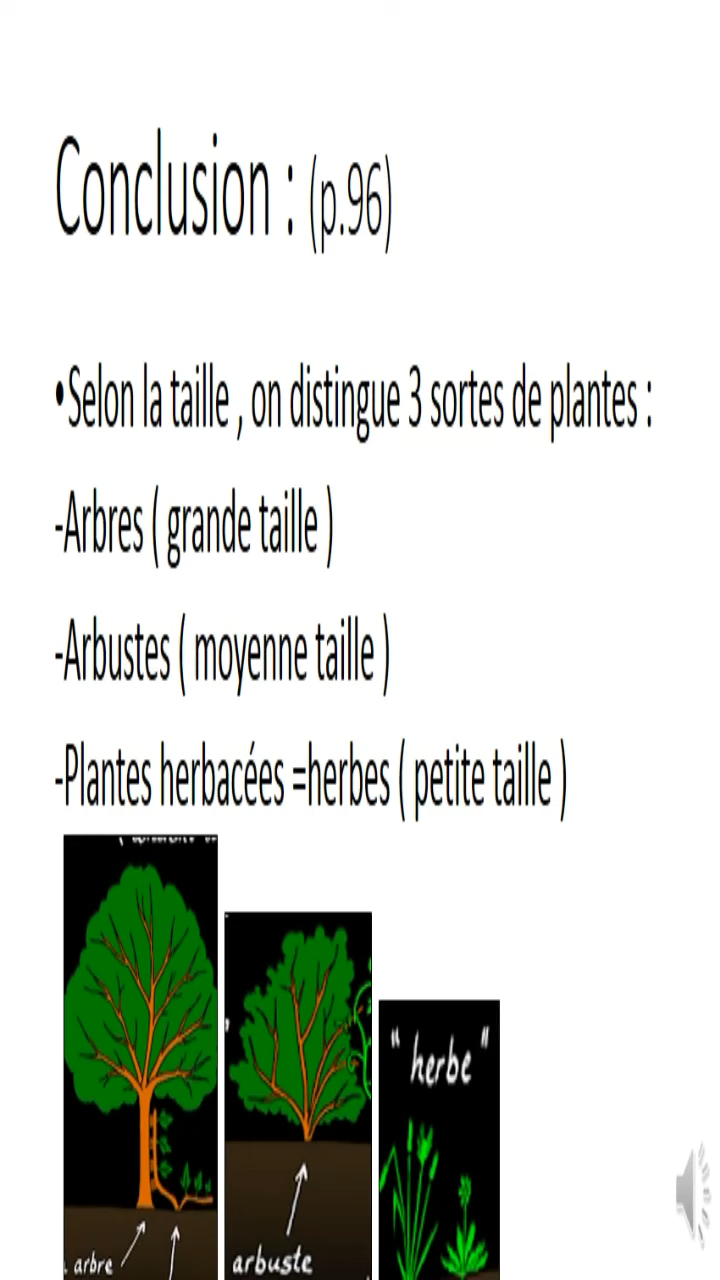 Conclusion : (p.96)
•Selon la taille , on distingue 3 sortes de plantes :
-Arbres ( grande taille )
-Arbustes ( moyenne taille )
-Plantes herbacées =herbes ( petite taille )
"herbe"
arbre
arbuste